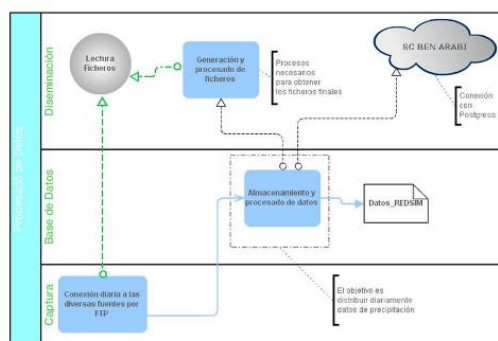 Procesado de Datos
Diseminación
Lectura
Ficheros
Generación y
procesado de
ficheros
Procesos
necesarios
para obtener
los ficheros finales
SC BEN ARABI
Conexión
con
Postgress
Base de Datos
Almacenamiento y
procesado de datos
Datos_REDSIM
Captura
Conexión diaria a las
diversas fuentes por
FTP
El objetivo es
distribuir diariamente
datos de precipitación